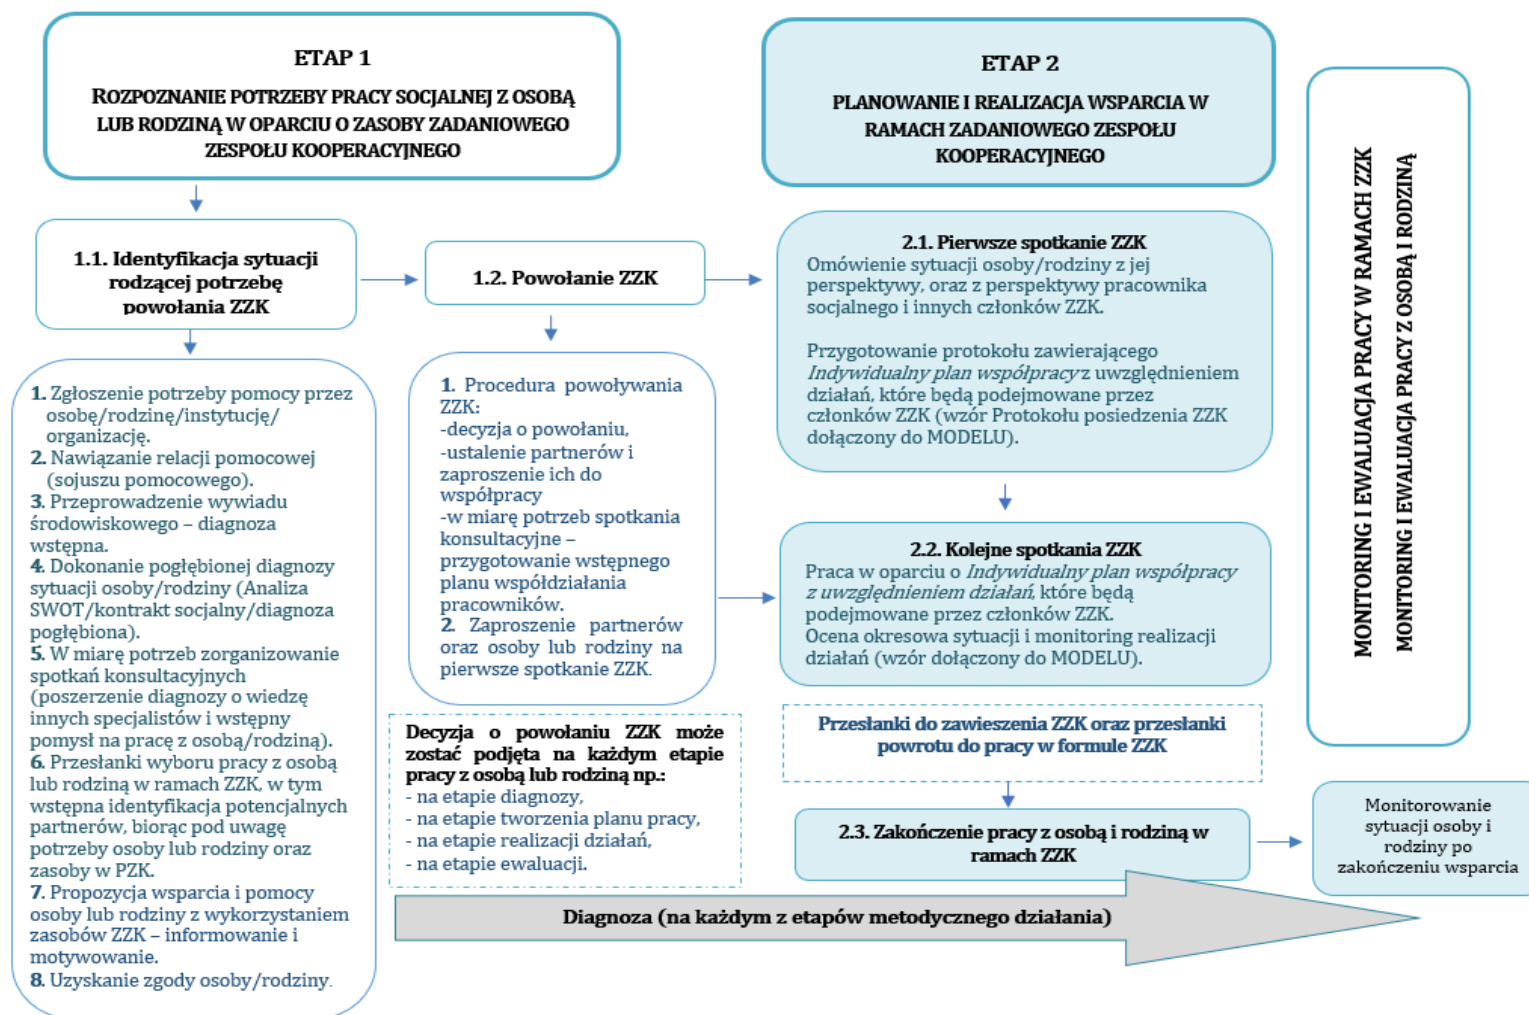 ETAP 1
ROZPOZNANIE POTRZEBY PRACY SOCJALNEJ Z OSOBĄ
LUB RODZINĄ W OPARCIU O ZASOBY ZADANIOWEGO
ZESPOŁU KOOPERACYJNEGO
1.1. Identyfikacja sytuacji
rodzącej potrzebę
powołania ZZK
1. Zgłoszenie potrzeby pomocy przez
osobę/rodzinę/instytucję/
organizację.
2. Nawiązanie relacji pomocowej
(sojuszu pomocowego).
3. Przeprowadzenie wywiadu
środowiskowego – diagnoza
wstępna.
4. Dokonanie pogłębionej diagnozy
sytuacji osoby/rodziny (Analiza
SWOT/kontrakt socjalny/diagnoza
pogłębiona).
5. W miarę potrzeb zorganizowanie
spotkań konsultacyjnych
(poszerzenie diagnozy o wiedzę
innych specjalistów i wstępny
pomysł na pracę z osobą/rodziną).
6. Przesłanki wyboru pracy z osobą
lub rodziną w ramach ZZK, w tym
wstępna identyfikacja potencjalnych
partnerów, biorąc pod uwagę
potrzeby osoby lub rodziny oraz
zasoby w PZK.
7. Propozycja wsparcia i pomocy
osoby lub rodziny z wykorzystaniem
zasobów ZZK – informowanie i
motywowanie.
8. Uzyskanie zgody osoby/rodziny.
1.2. Powołanie ZZK
1. Procedura powoływania
ZZK:
-decyzja o powołaniu,
-ustalenie partnerów i
zaproszenie ich do
współpracy
-w miarę potrzeb spotkania
konsultacyjne –
przygotowanie wstępnego
planu współdziałania
pracowników.
2. Zaproszenie partnerów
oraz osoby lub rodziny na
pierwsze spotkanie ZZK.
Decyzja o powołaniu ZZK może
zostać podjęta na każdym etapie
pracy z osobą lub rodziną np.:
- na etapie diagnozy,
- na etapie tworzenia planu pracy,
- na etapie realizacji działań,
- na etapie ewaluacji.
ETAP 2
PLANOWANIE I REALIZACJA WSPARCIA W
RAMACH ZADANIOWEGO ZESPOŁU
KOOPERACYJNEGO
2.1. Pierwsze spotkanie ZZK
Omówienie sytuacji osoby/rodziny z jej
perspektywy, oraz z perspektywy pracownika
socjalnego i innych członków ZZK.
Przygotowanie protokołu zawierającego
Indywidualny plan współpracy z uwzględnieniem
działań, które będą podejmowane przez
członków ZZK (wzór Protokołu posiedzenia ZZK
dołączony do MODELU).
2.2. Kolejne spotkania ZZK
Praca w oparciu o Indywidualny plan współpracy
z uwzględnieniem działań, które będą
podejmowane przez członków ZZK.
Ocena okresowa sytuacji i monitoring realizacji
działań (wzór dołączony do MODELU).
Przesłanki do zawieszenia ZZK oraz przesłanki
powrotu do pracy w formule ZZK
2.3. Zakończenie pracy z osobą i rodziną w
ramach ZZK
Monitorowanie
sytuacji osoby i
rodziny po
zakończeniu wsparcia
MONITORING I EWALUACJA PRACY W RAMACH ZZK
MONITORING I EWALUACJA PRACY Z OSOBĄ I RODZINĄ
Diagnoza (na każdym z etapów metodycznego działania)